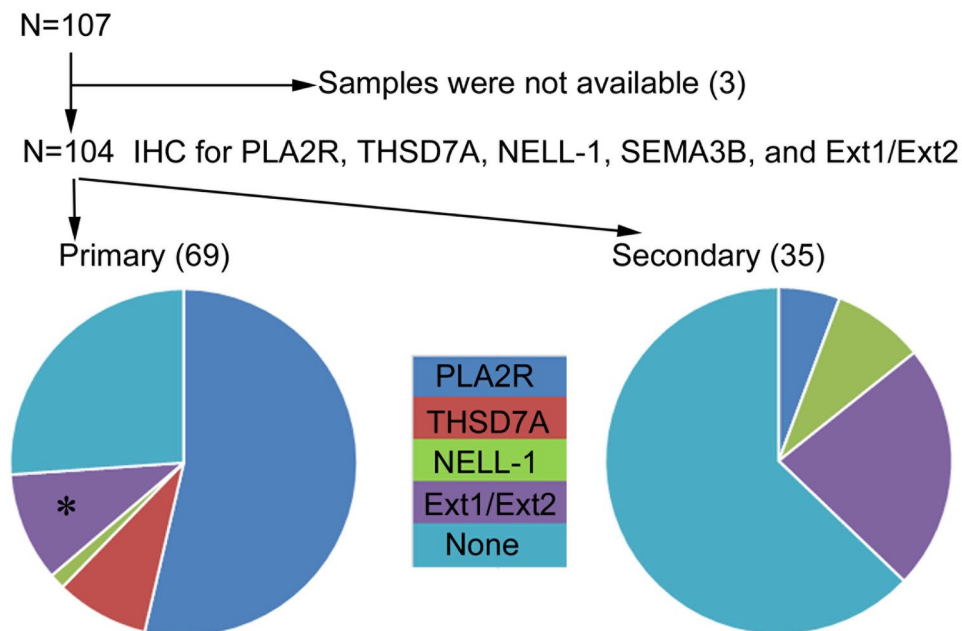 N=107
Samples were not available (3)
N=104 IHC for PLA2R, THSD7A, NELL-1, SEMA3B, and Ext1/Ext2
Primary (69)
Secondary (35)
PLA2R
THSD7A
NELL-1
Ext1/Ext2
None
*